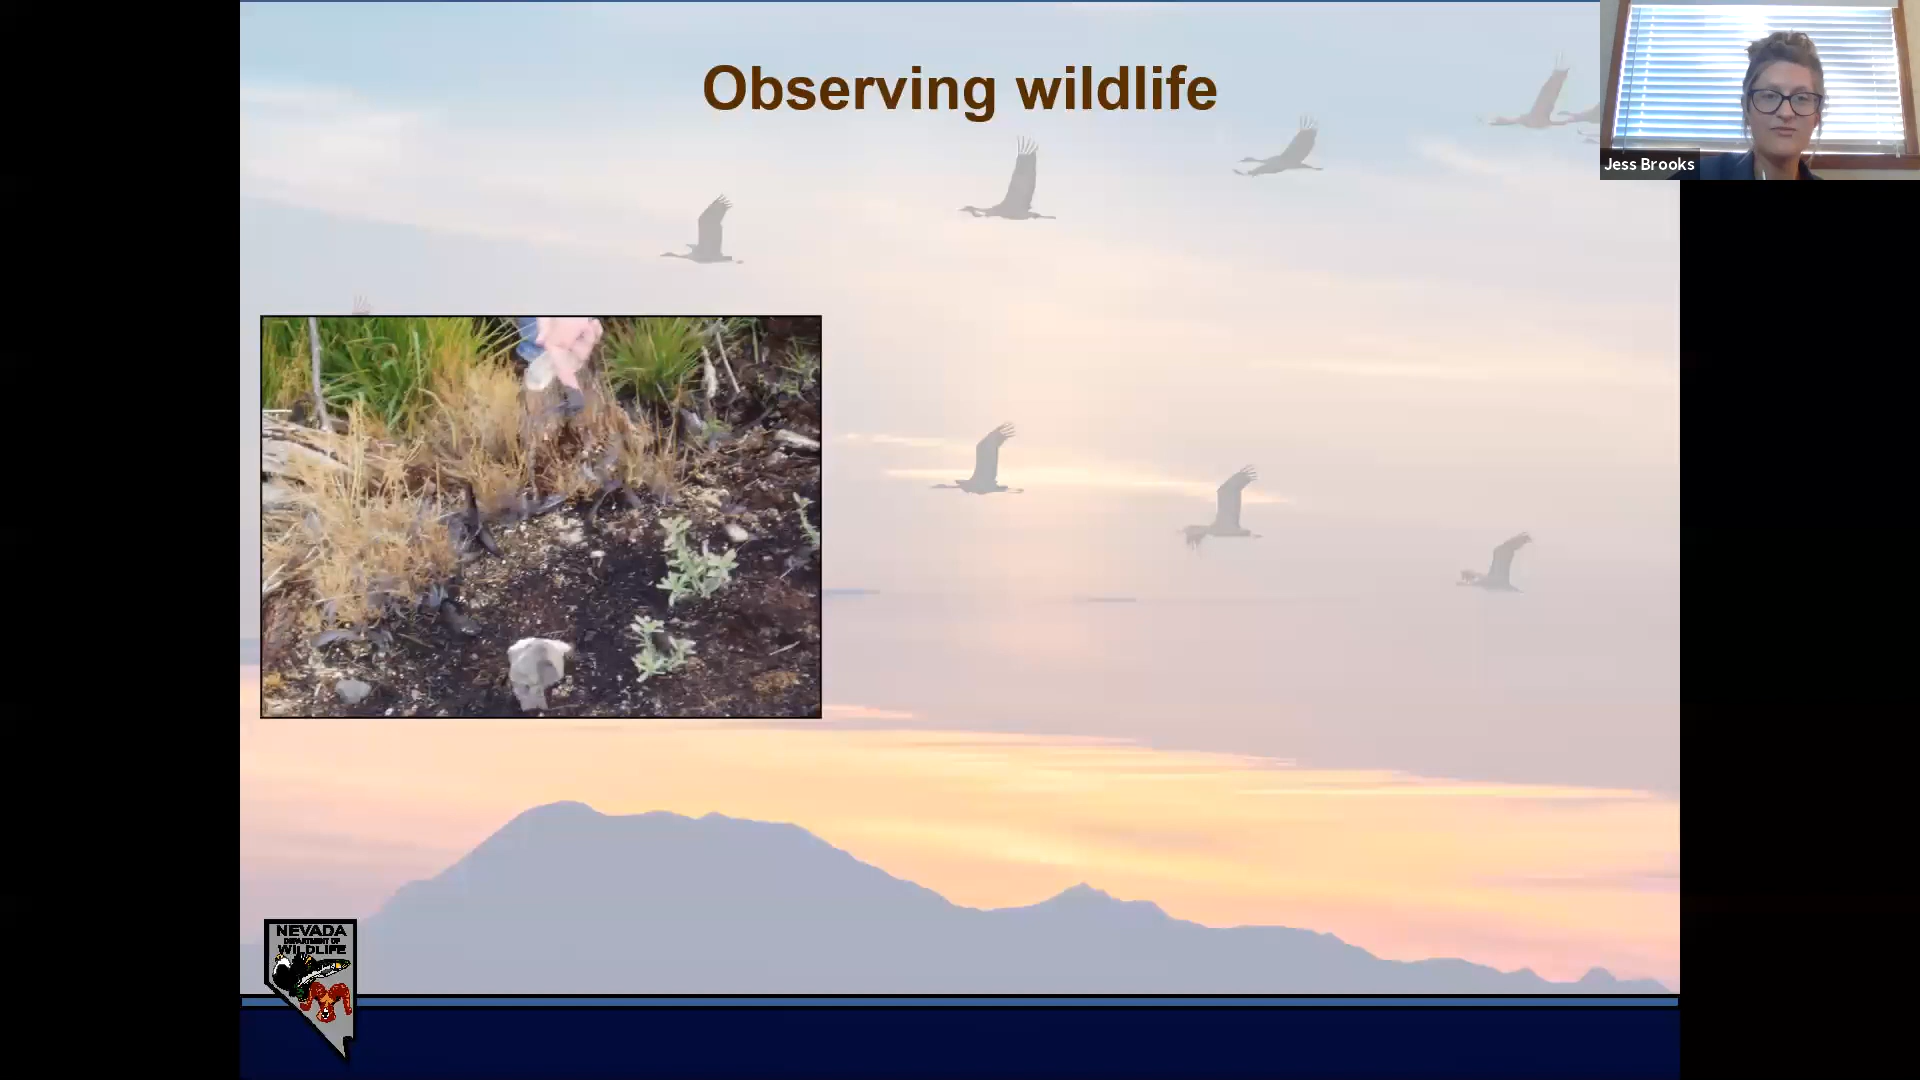 Observing wildlife
Jess Brooks
NEVADA
DEPARTMENT OF
WILDLIFE